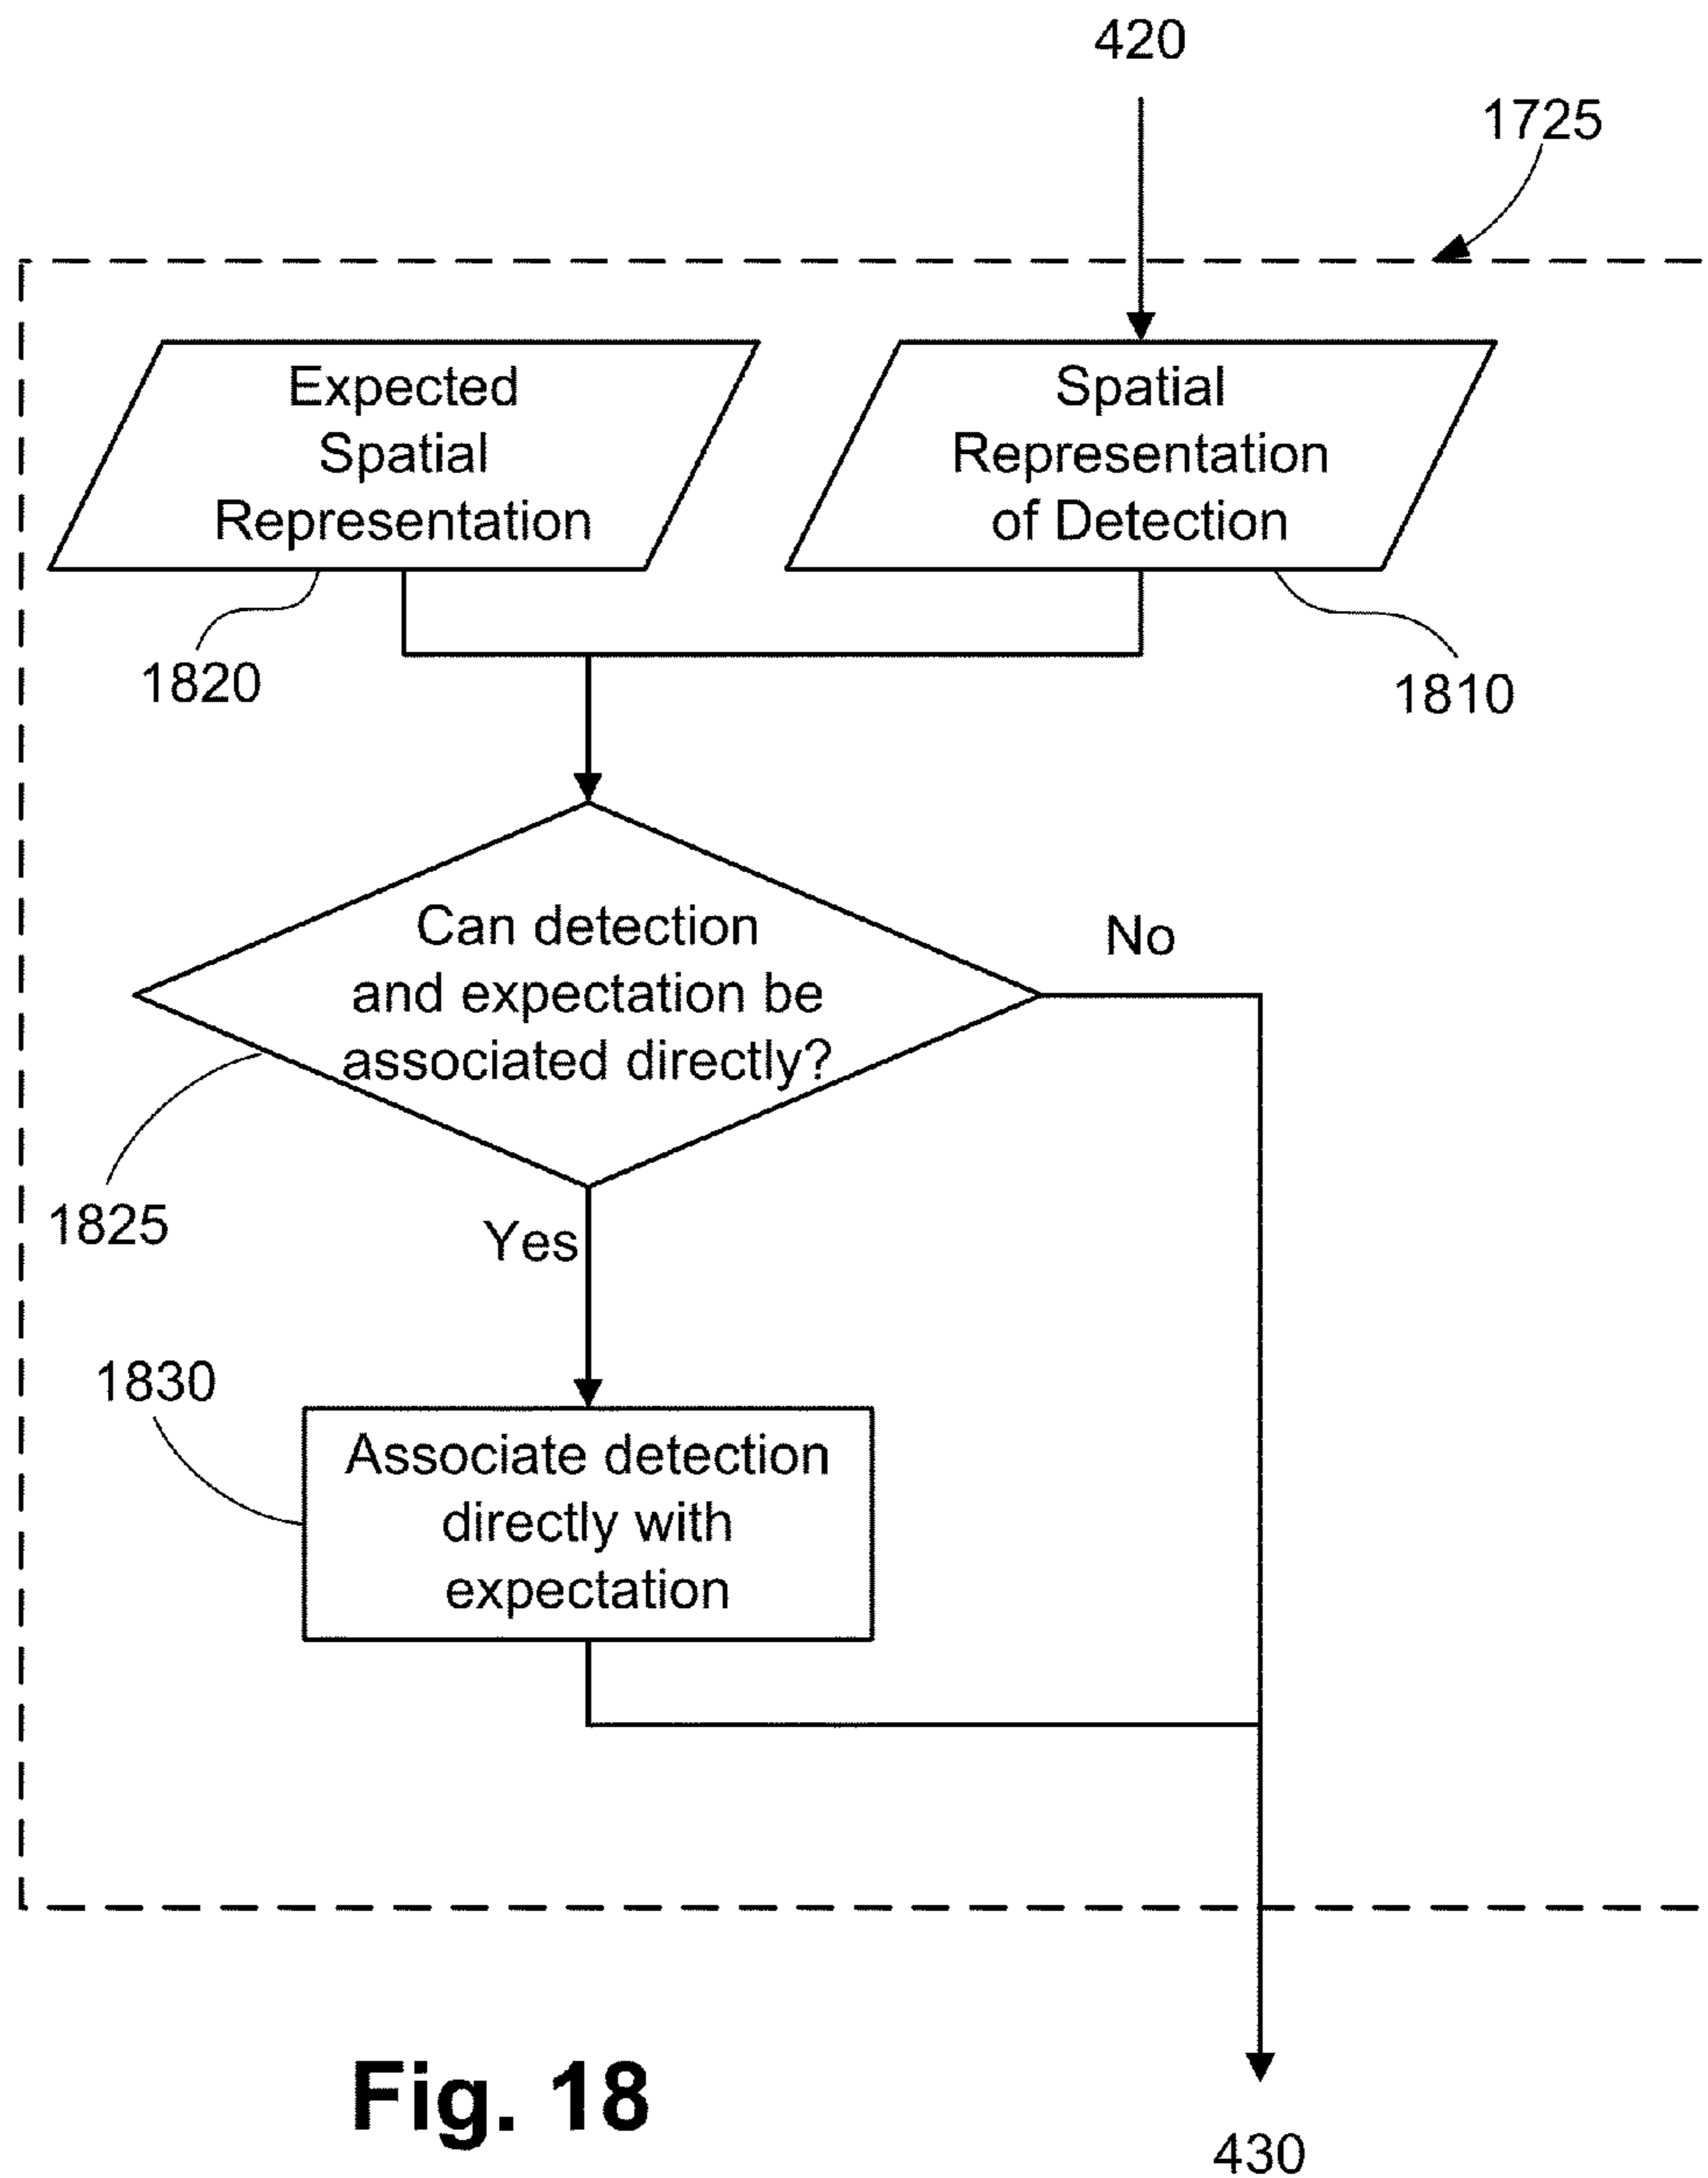 420
1725
Expected
Spatial
Representation
Spatial
Representation
of Detection
1820
1810
Can detection
and expectation be
associated directly?
No
1825
Yes
1830
Associate detection
directly with
expectation
Fig. 18
430